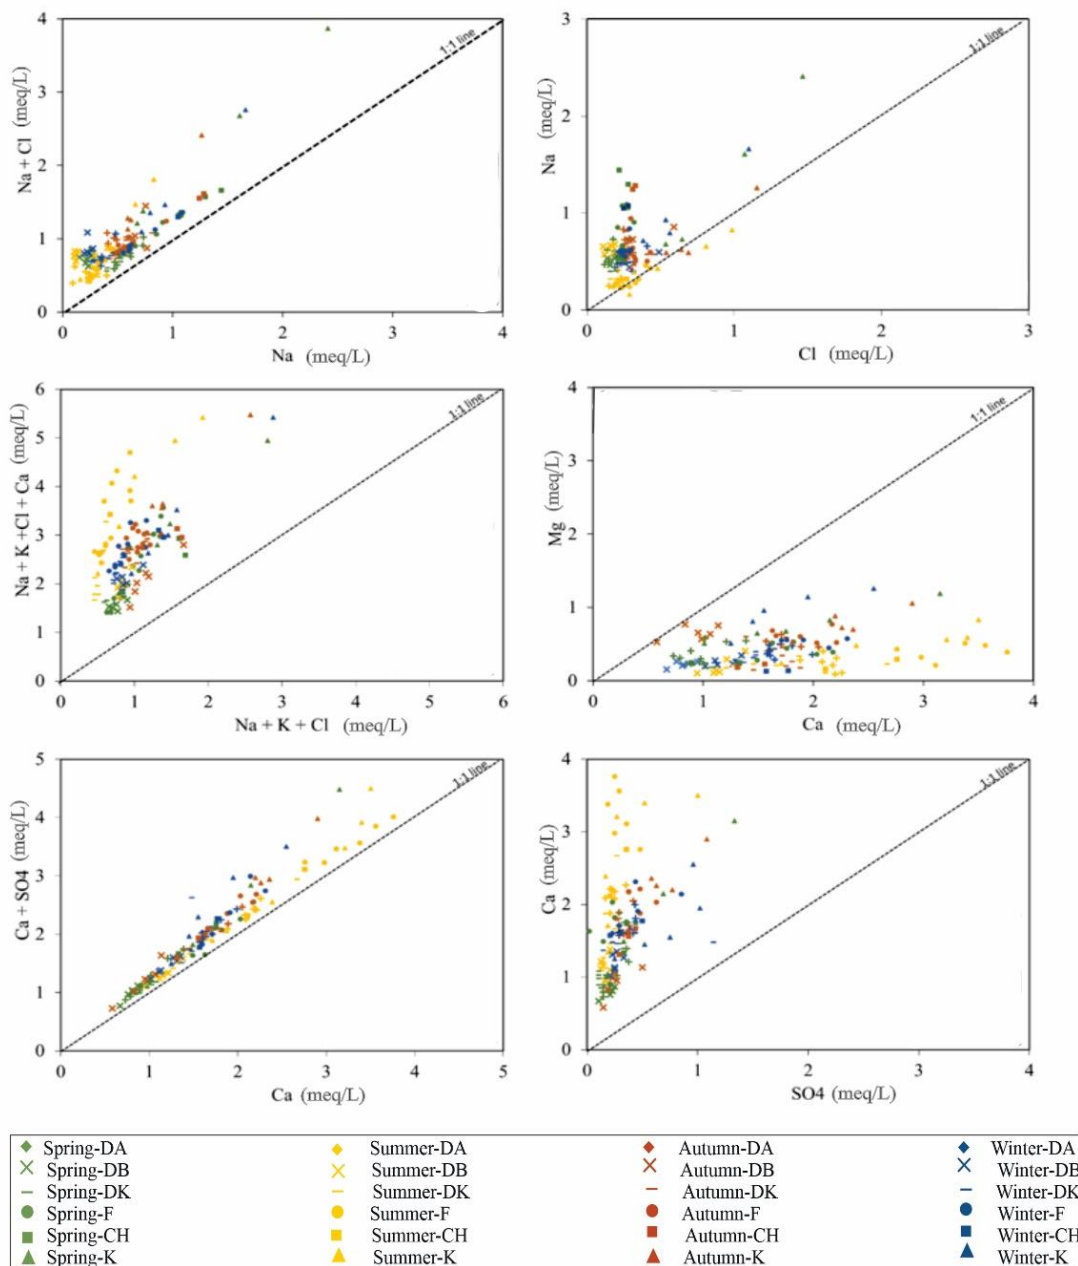 4
3
2
1
0
Na + Cl (meq/L)
1:1 line
0 1 2 3 4
Na (meq/L)
3
2
1
0
Na (meq/L)
1:1 line
0 1 2 3
Cl (meq/L)
6
5
4
3
2
1
0
Na + K +Cl + Ca (meq/L)
1:1 line
0 1 2 3 4 5 6
Na + K + Cl (meq/L)
4
3
2
1
0
Mg (meq/L)
1:1 line
0 1 2 3 4
Ca (meq/L)
5
4
3
2
1
0
Ca + SO4 (meq/L)
1:1 line
0 1 2 3 4 5
Ca (meq/L)
4
3
2
1
0
Ca (meq/L)
1:1 line
0 1 2 3 4
SO4 (meq/L)
Spring-DA Summer-DA Autumn-DA Winter-DA
Spring-DB Summer-DB Autumn-DB Winter-DB
Spring-DK Summer-DK Autumn-DK Winter-DK
Spring-F Summer-F Autumn-F Winter-F
Spring-CH Summer-CH Autumn-CH Winter-CH
Spring-K Summer-K Autumn-K Winter-K